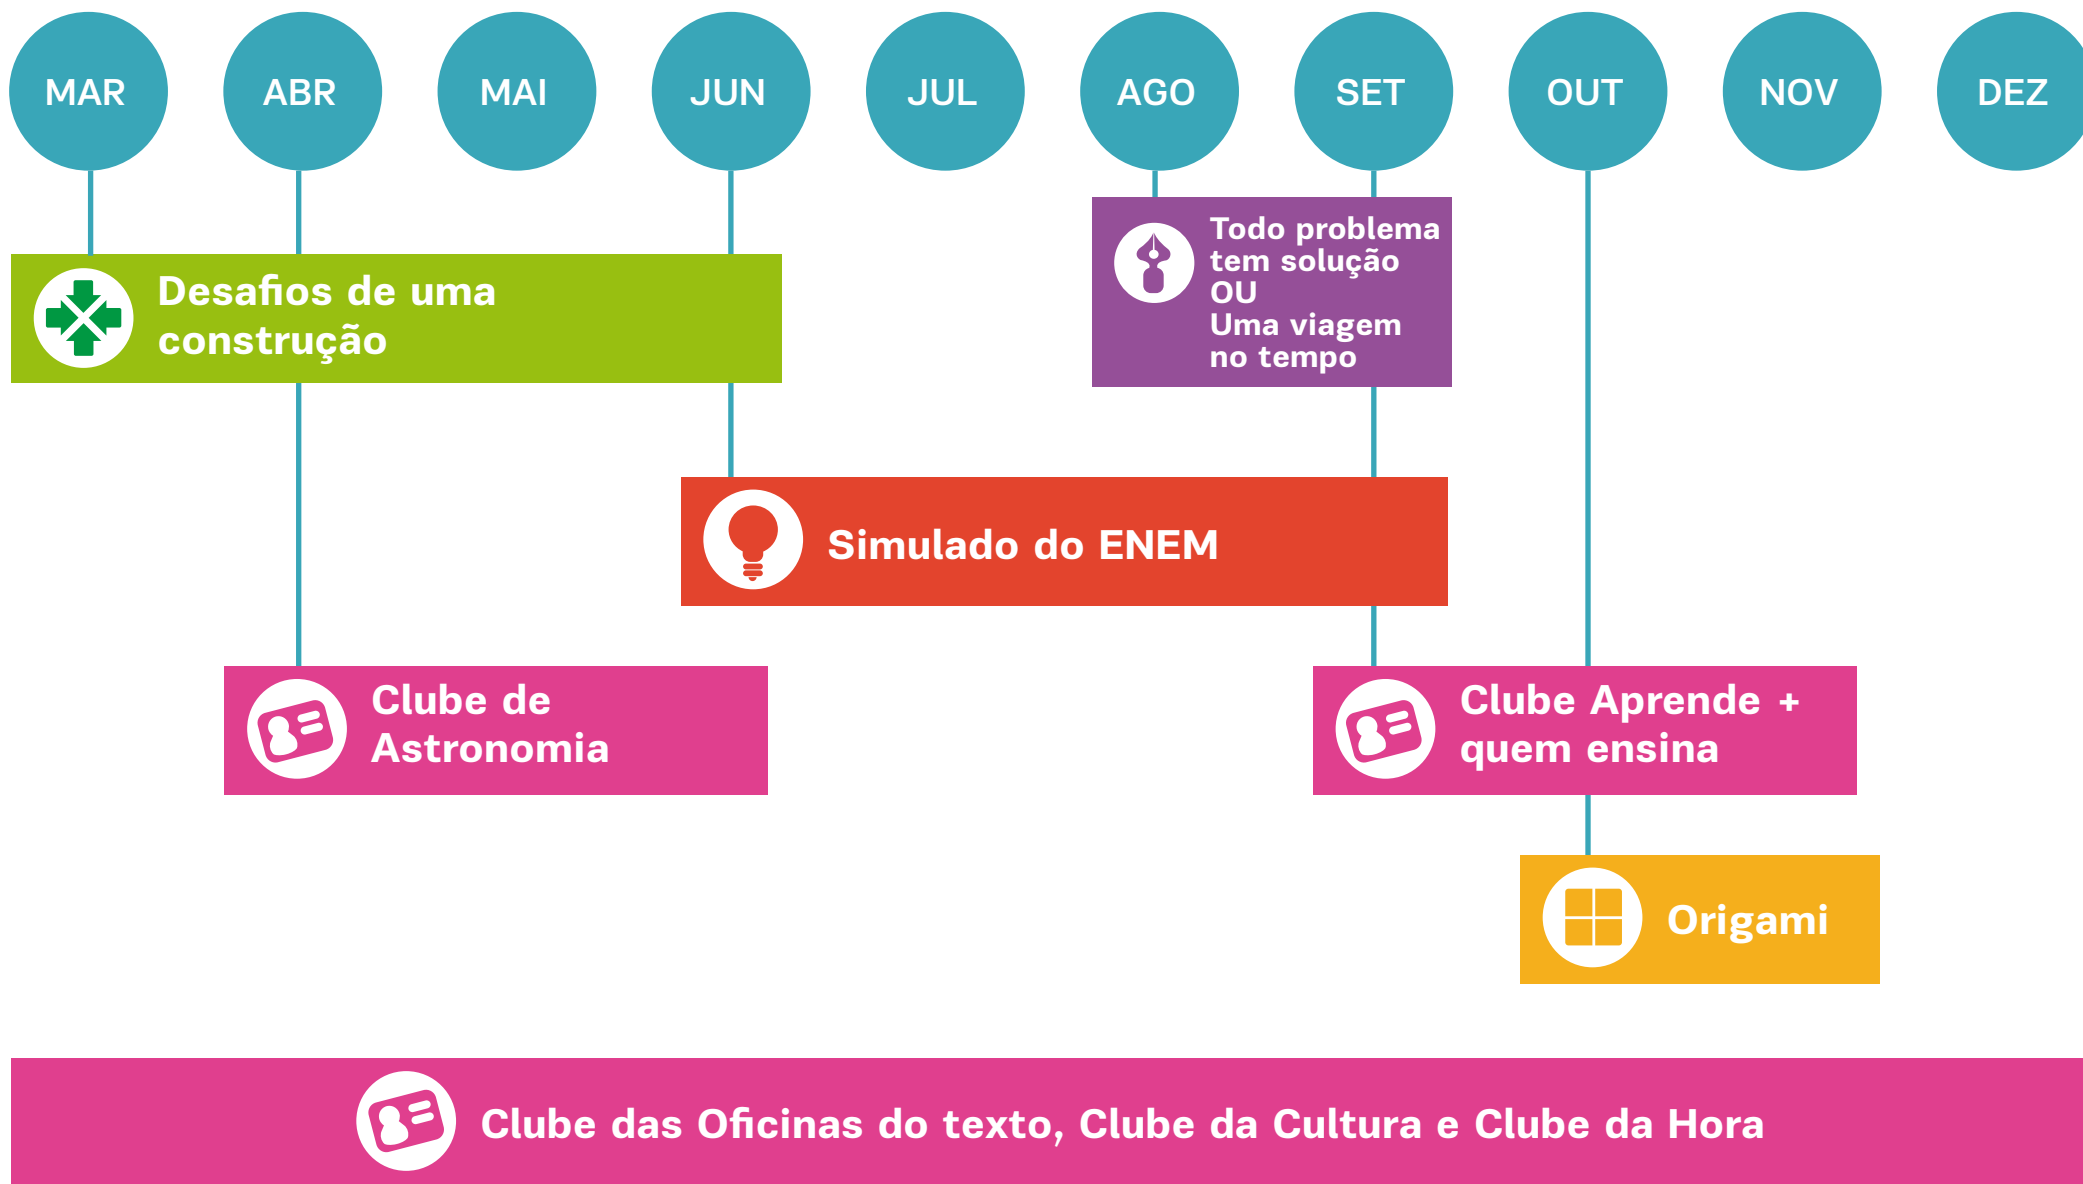 MAR
ABR
MAI
JUN
JUL
AGO
SET
OUT
NOV
DEZ
Desafios de uma
construção
Todo problema
tem solução
OU
Uma viagem
no tempo
Simulado do ENEM
Clube de
Astronomia
Clube Aprende +
quem ensina
Origami
Clube das Oficinas do texto, Clube da Cultura e Clube da Hora